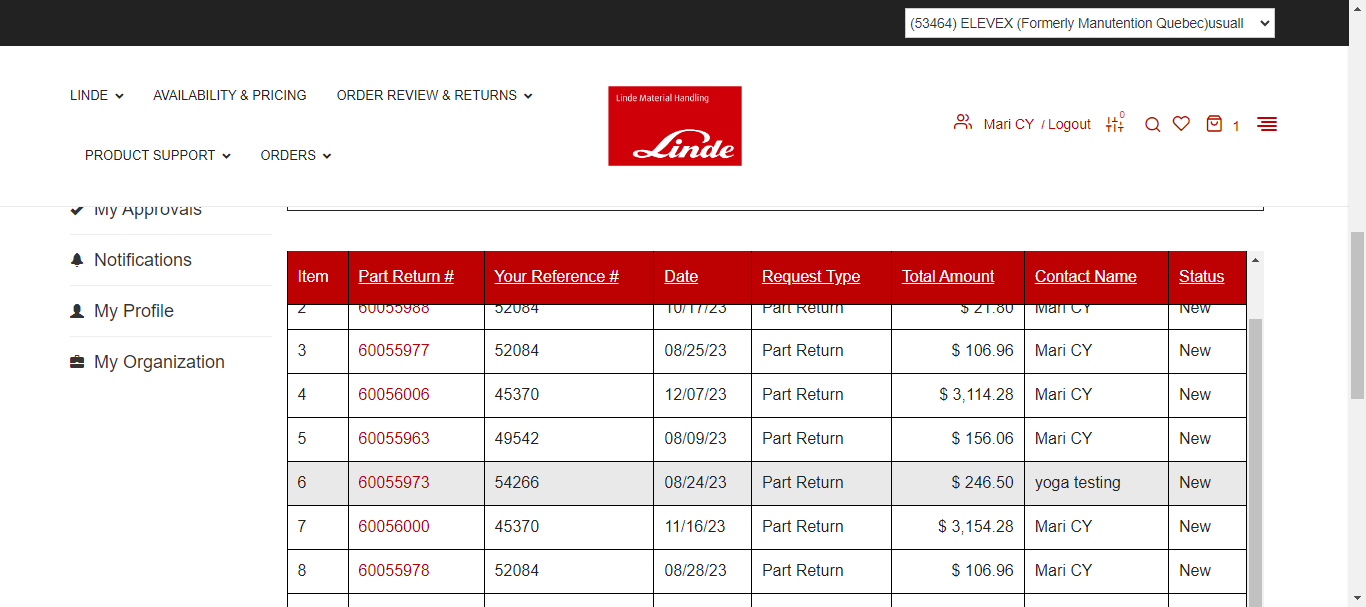 (53464) ELEVEX (Formerly Manutention Quebec)usuall
LINDE AVAILABILITY & PRICING ORDER REVIEW & RETURNS
PRODUCT SUPPORT ORDERS
Linde Material Handling
Linde
Mari CY / Logout 0 1
My Approvals
Notifications
My Profile
My Organization
Item Part Return # Your Reference # Date Request Type Total Amount Contact Name Status
2 60055988 52084 10/17/23 Part Return $ 21.80 Mari CY New
3 60055977 52084 08/25/23 Part Return $ 106.96 Mari CY New
4 60056006 45370 12/07/23 Part Return $ 3,114.28 Mari CY New
5 60055963 49542 08/09/23 Part Return $ 156.06 Mari CY New
6 60055973 54266 08/24/23 Part Return $ 246.50 yoga testing New
7 60056000 45370 11/16/23 Part Return $ 3,154.28 Mari CY New
8 60055978 52084 08/28/23 Part Return $ 106.96 Mari CY New